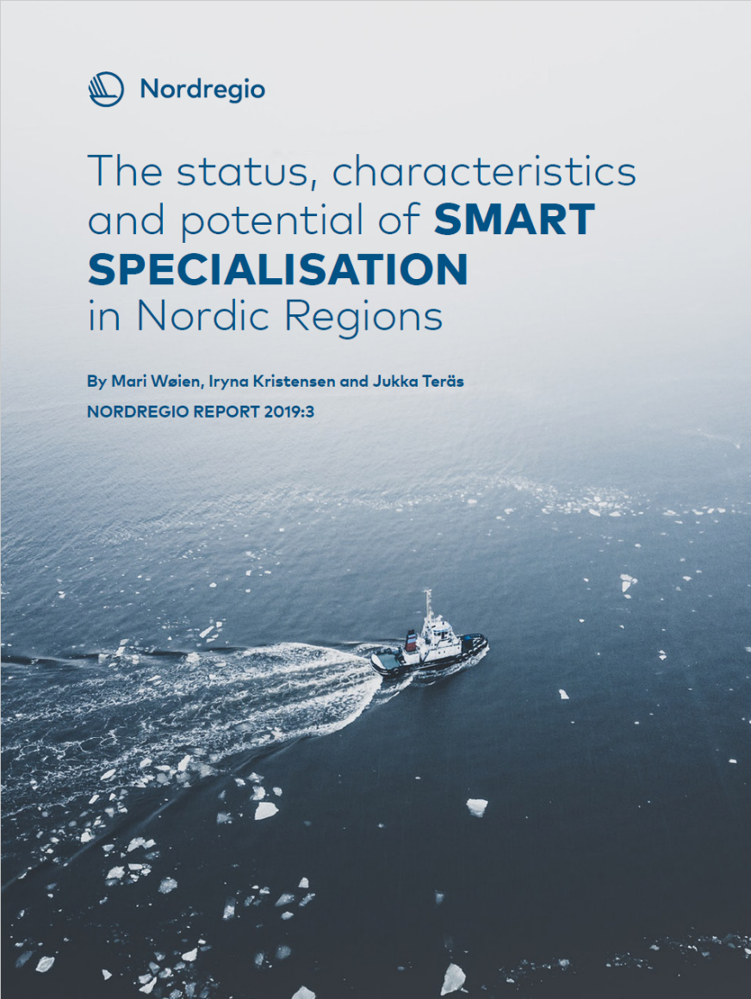 Nordregio
The status, characteristics
and potential of SMART
SPECIALISATION
in Nordic Regions
By Mari Wøien, Iryna Kristensen and Jukka Teräs
NORDREGIO REPORT 2019:3